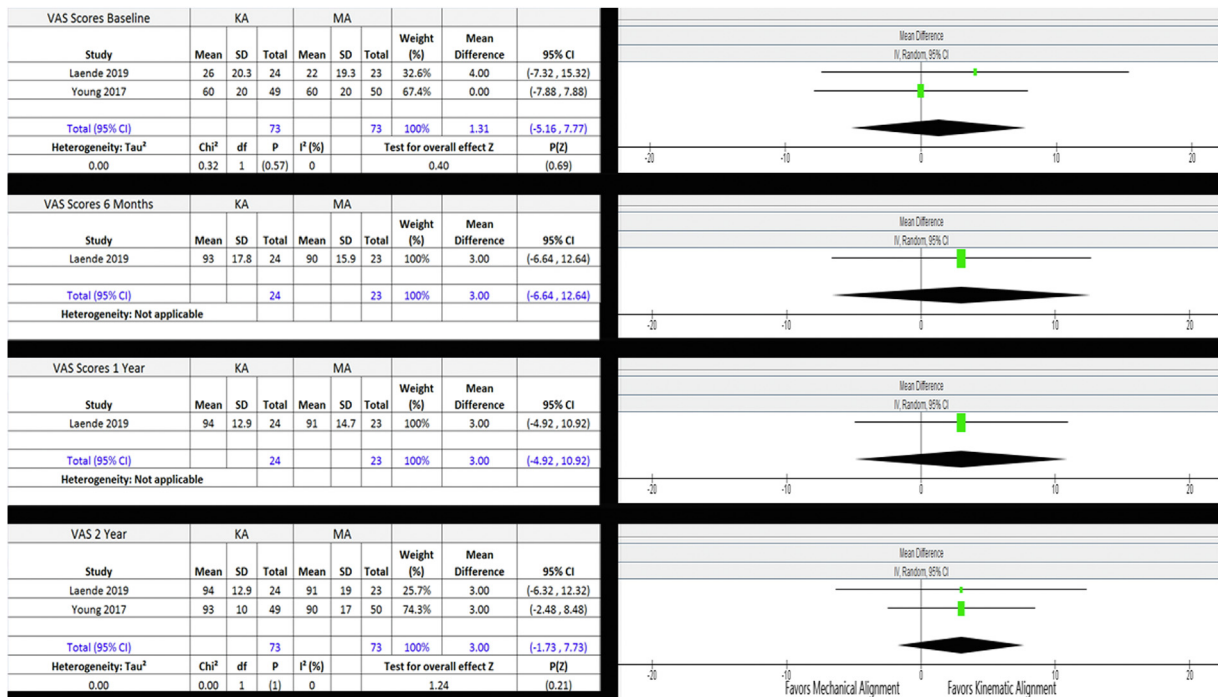 VAS Scores Baseline KA MA
Study Mean SD Total Mean SD Total Weight (%) Mean Difference 95% CI
Laende 2019 26 20.3 24 22 19.3 23 32.6% 4.00 (-7.32 , 15.32)
Young 2017 60 20 49 60 20 50 67.4% 0.00 (-7.88 , 7.88)
Total (95% CI) 73 73 100% 1.31 (-5.16 , 7.77)
Heterogeneity: Tau² Chi² df P I² (%) Test for overall effect Z P(Z)
0.00 0.32 1 (0.57) 0 0.40 (0.69)
Mean Difference
IV, Random, 95% CI
-20 -10 0 10 20
VAS Scores 6 Months KA MA
Study Mean SD Total Mean SD Total Weight (%) Mean Difference 95% CI
Laende 2019 93 17.8 24 90 15.9 23 100% 3.00 (-6.64 , 12.64)
Total (95% CI) 24 23 100% 3.00 (-6.64 , 12.64)
Heterogeneity: Not applicable
Mean Difference
IV, Random, 95% CI
-20 -10 0 10 20
VAS Scores 1 Year KA MA
Study Mean SD Total Mean SD Total Weight (%) Mean Difference 95% CI
Laende 2019 94 12.9 24 91 14.7 23 100% 3.00 (-4.92 , 10.92)
Total (95% CI) 24 23 100% 3.00 (-4.92 , 10.92)
Heterogeneity: Not applicable
Mean Difference
IV, Random, 95% CI
-20 -10 0 10 20
VAS 2 Year KA MA
Study Mean SD Total Mean SD Total Weight (%) Mean Difference 95% CI
Laende 2019 94 12.9 24 91 19 23 25.7% 3.00 (-6.32 , 12.32)
Young 2017 93 10 49 90 17 50 74.3% 3.00 (-2.48 , 8.48)
Total (95% CI) 73 73 100% 3.00 (-1.73 , 7.73)
Heterogeneity: Tau² Chi² df P I² (%) Test for overall effect Z P(Z)
0.00 0.00 1 (1) 0 1.24 (0.21)
Mean Difference
IV, Random, 95% CI
-20 -10 0 10 20
Favors Mechanical Alignment Favors Kinematic Alignment